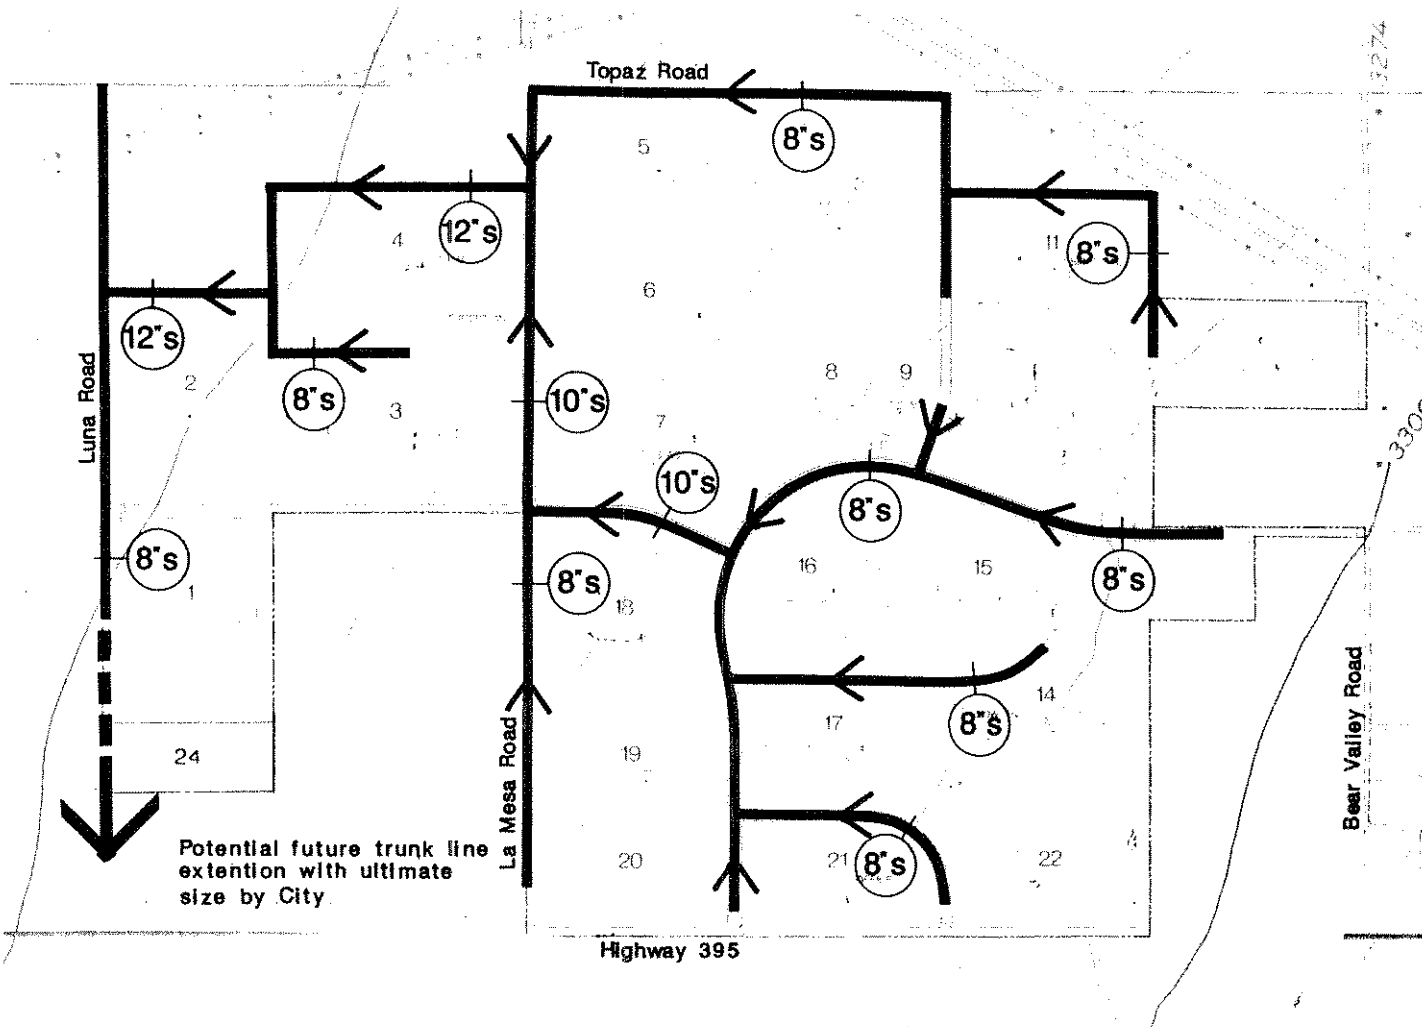 Topaz Road
3274
8"s
5
12"s
4
11
8"s
6
12"s
Luna Road
2
8"s
3
10"s
8
9
7
10"s
8"s
3300
8"s
1
8"s
18
16
15
8"s
14
8"s
17
24
19
La Mesa Road
Bear Valley Road
Potential future trunk line
extention with ultimate
size by City
20
21
8"s
22
Highway 395